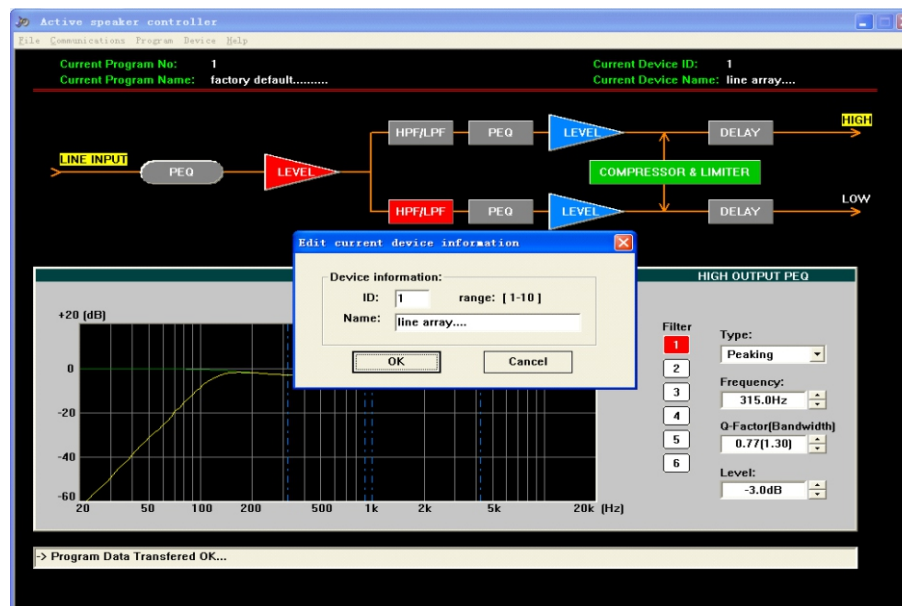 Active speaker controller
File Communications Program Device Help
Current Program No: 1
Current Program Name: factory default..........
Current Device ID: 1
Current Device Name: line array....
LINE INPUT
PEQ
LEVEL
HPF/LPF PEQ LEVEL DELAY HIGH
COMPRESSOR & LIMITER
HPF/LPF PEQ LEVEL DELAY LOW
Edit current device information
Device information:
ID: 1 range: [ 1-10 ]
Name: line array....
OK Cancel
HIGH OUTPUT PEQ
+20 (dB)
0
-20
-40
-60
20 50 100 200 500 1k 2k 5k 20k (Hz)
Filter
1
2
3
4
5
6
Type:
Peaking
Frequency:
315.0Hz
Q-Factor(Bandwidth)
0.77(1.30)
Level:
-3.0dB
-> Program Data Transfered OK...